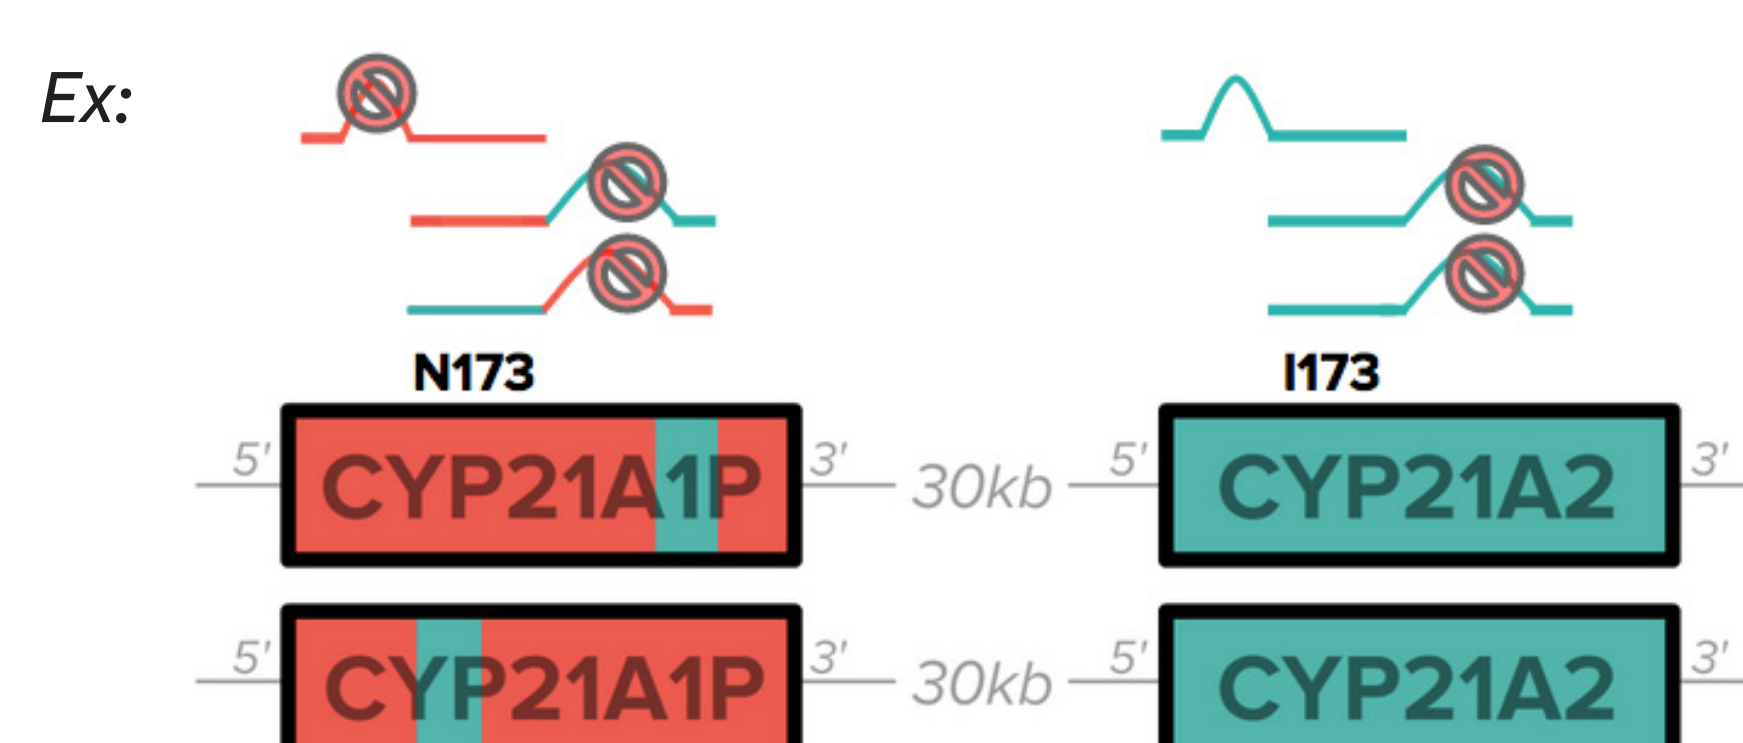 Ex:
N173 I173
5' CYP21A1P 3' 30kb 5' CYP21A2 3'
5' CYP21A1P 3' 30kb 5' CYP21A2 3'